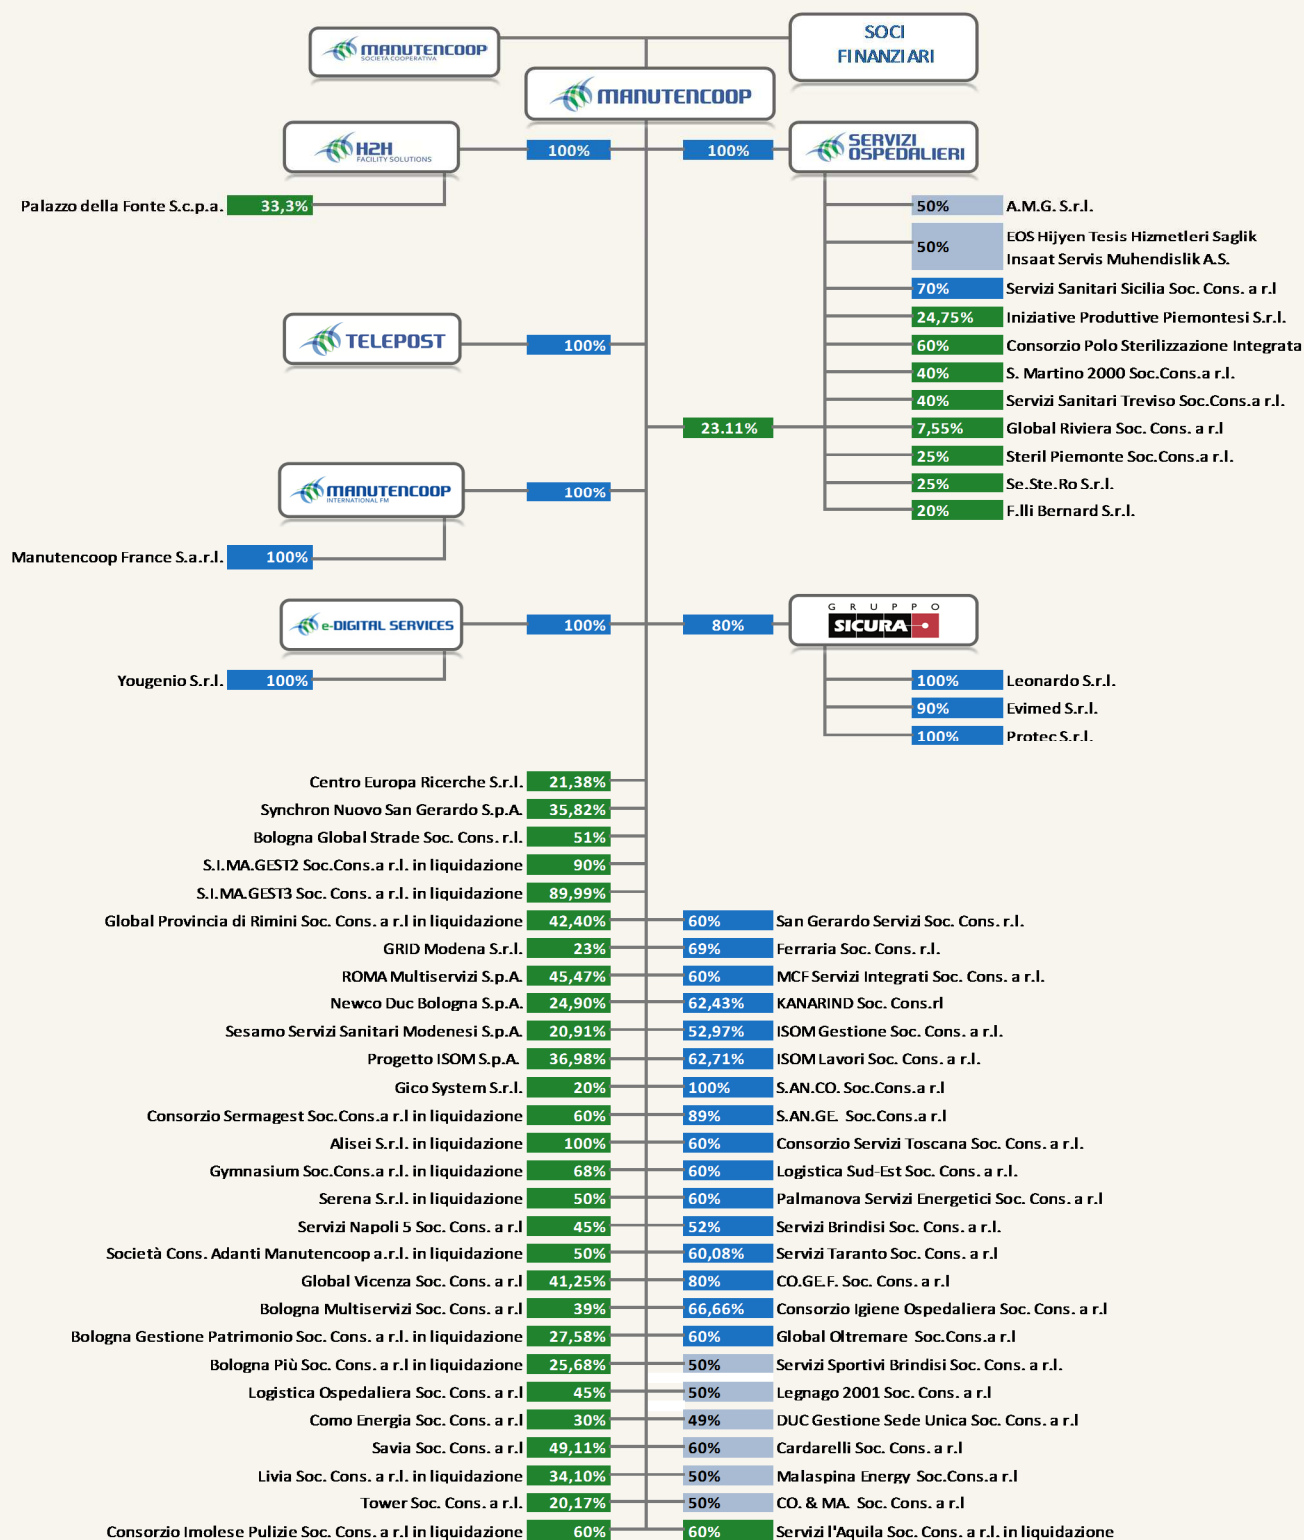 MANUTENCOOP
SOCIETÀ COOPERATIVA
SOCI
FINANZIARI
MANUTENCOOP
H2H
FACILITY SOLUTIONS
100%
100%
SERVIZI
OSPEDALIERI
Palazzo della Fonte S.c.p.a. 33,3%
50% A.M.G. S.r.l.
50% EOS Hijyen Tesis Hizmetleri Saglik
Insaat Servis Muhendislik A.S.
70% Servizi Sanitari Sicilia Soc. Cons. a r.l
24,75% Iniziative Produttive Piemontesi S.r.l.
TELEPOST 100%
60% Consorzio Polo Sterilizzazione Integrata
40% S. Martino 2000 Soc.Cons.a r.l.
40% Servizi Sanitari Treviso Soc.Cons.a r.l.
23.11% 7,55% Global Riviera Soc. Cons. a r.l
25% Steril Piemonte Soc.Cons.a r.l.
25% Se.Ste.Ro S.r.l.
20% F.lli Bernard S.r.l.
MANUTENCOOP
INTERNATIONAL FM
100%
Manutencoop France S.a.r.l. 100%
e-DIGITAL SERVICES 100%
80%
GRUPPO
SICURA
Yougenio S.r.l. 100%
100% Leonardo S.r.l.
90% Evimed S.r.l.
100% Protec S.r.l.
Centro Europa Ricerche S.r.l. 21,38%
Synchron Nuovo San Gerardo S.p.A. 35,82%
Bologna Global Strade Soc. Cons. r.l. 51%
S.I.MA.GEST2 Soc.Cons.a r.l. in liquidazione 90%
S.I.MA.GEST3 Soc. Cons. a r.l. in liquidazione 89,99%
Global Provincia di Rimini Soc. Cons. a r.l in liquidazione 42,40% 60% San Gerardo Servizi Soc. Cons. r.l.
GRID Modena S.r.l. 23% 69% Ferraria Soc. Cons. r.l.
ROMA Multiservizi S.p.A. 45,47% 60% MCF Servizi Integrati Soc. Cons. a r.l.
Newco Duc Bologna S.p.A. 24,90% 62,43% KANARIND Soc. Cons.rl
Sesamo Servizi Sanitari Modenesi S.p.A. 20,91% 52,97% ISOM Gestione Soc. Cons. a r.l.
Progetto ISOM S.p.A. 36,98% 62,71% ISOM Lavori Soc. Cons. a r.l.
Gico System S.r.l. 20% 100% S.AN.CO. Soc.Cons.a r.l
Consorzio Sermagest Soc.Cons.a r.l in liquidazione 60% 89% S.AN.GE. Soc.Cons.a r.l
Alisei S.r.l. in liquidazione 100% 60% Consorzio Servizi Toscana Soc. Cons. a r.l.
Gymnasium Soc.Cons.a r.l. in liquidazione 68% 60% Logistica Sud-Est Soc. Cons. a r.l.
Serena S.r.l. in liquidazione 50% 60% Palmanova Servizi Energetici Soc. Cons. a r.l
Servizi Napoli 5 Soc. Cons. a r.l 45% 52% Servizi Brindisi Soc. Cons. a r.l.
Società Cons. Adanti Manutencoop a.r.l. in liquidazione 50% 60,08% Servizi Taranto Soc. Cons. a r.l
Global Vicenza Soc. Cons. a r.l 41,25% 80% CO.GE.F. Soc. Cons. a r.l
Bologna Multiservizi Soc. Cons. a r.l 39% 66,66% Consorzio Igiene Ospedaliera Soc. Cons. a r.l
Bologna Gestione Patrimonio Soc. Cons. a r.l. in liquidazione 27,58% 60% Global Oltremare Soc.Cons.a r.l
Bologna Più Soc. Cons. a r.l in liquidazione 25,68% 50% Servizi Sportivi Brindisi Soc. Cons. a r.l.
Logistica Ospedaliera Soc. Cons. a r.l 45% 50% Legnago 2001 Soc. Cons. a r.l
Como Energia Soc. Cons. a r.l 30% 49% DUC Gestione Sede Unica Soc. Cons. a r.l
Savia Soc. Cons. a r.l 49,11% 60% Cardarelli Soc. Cons. a r.l
Livia Soc. Cons. a r.l. in liquidazione 34,10% 50% Malaspina Energy Soc.Cons.a r.l
Tower Soc. Cons. a r.l. 20,17% 50% CO. & MA. Soc. Cons. a r.l
Consorzio Imolese Pulizie Soc. Cons. a r.l in liquidazione 60% 60% Servizi l'Aquila Soc. Cons. a r.l. in liquidazione